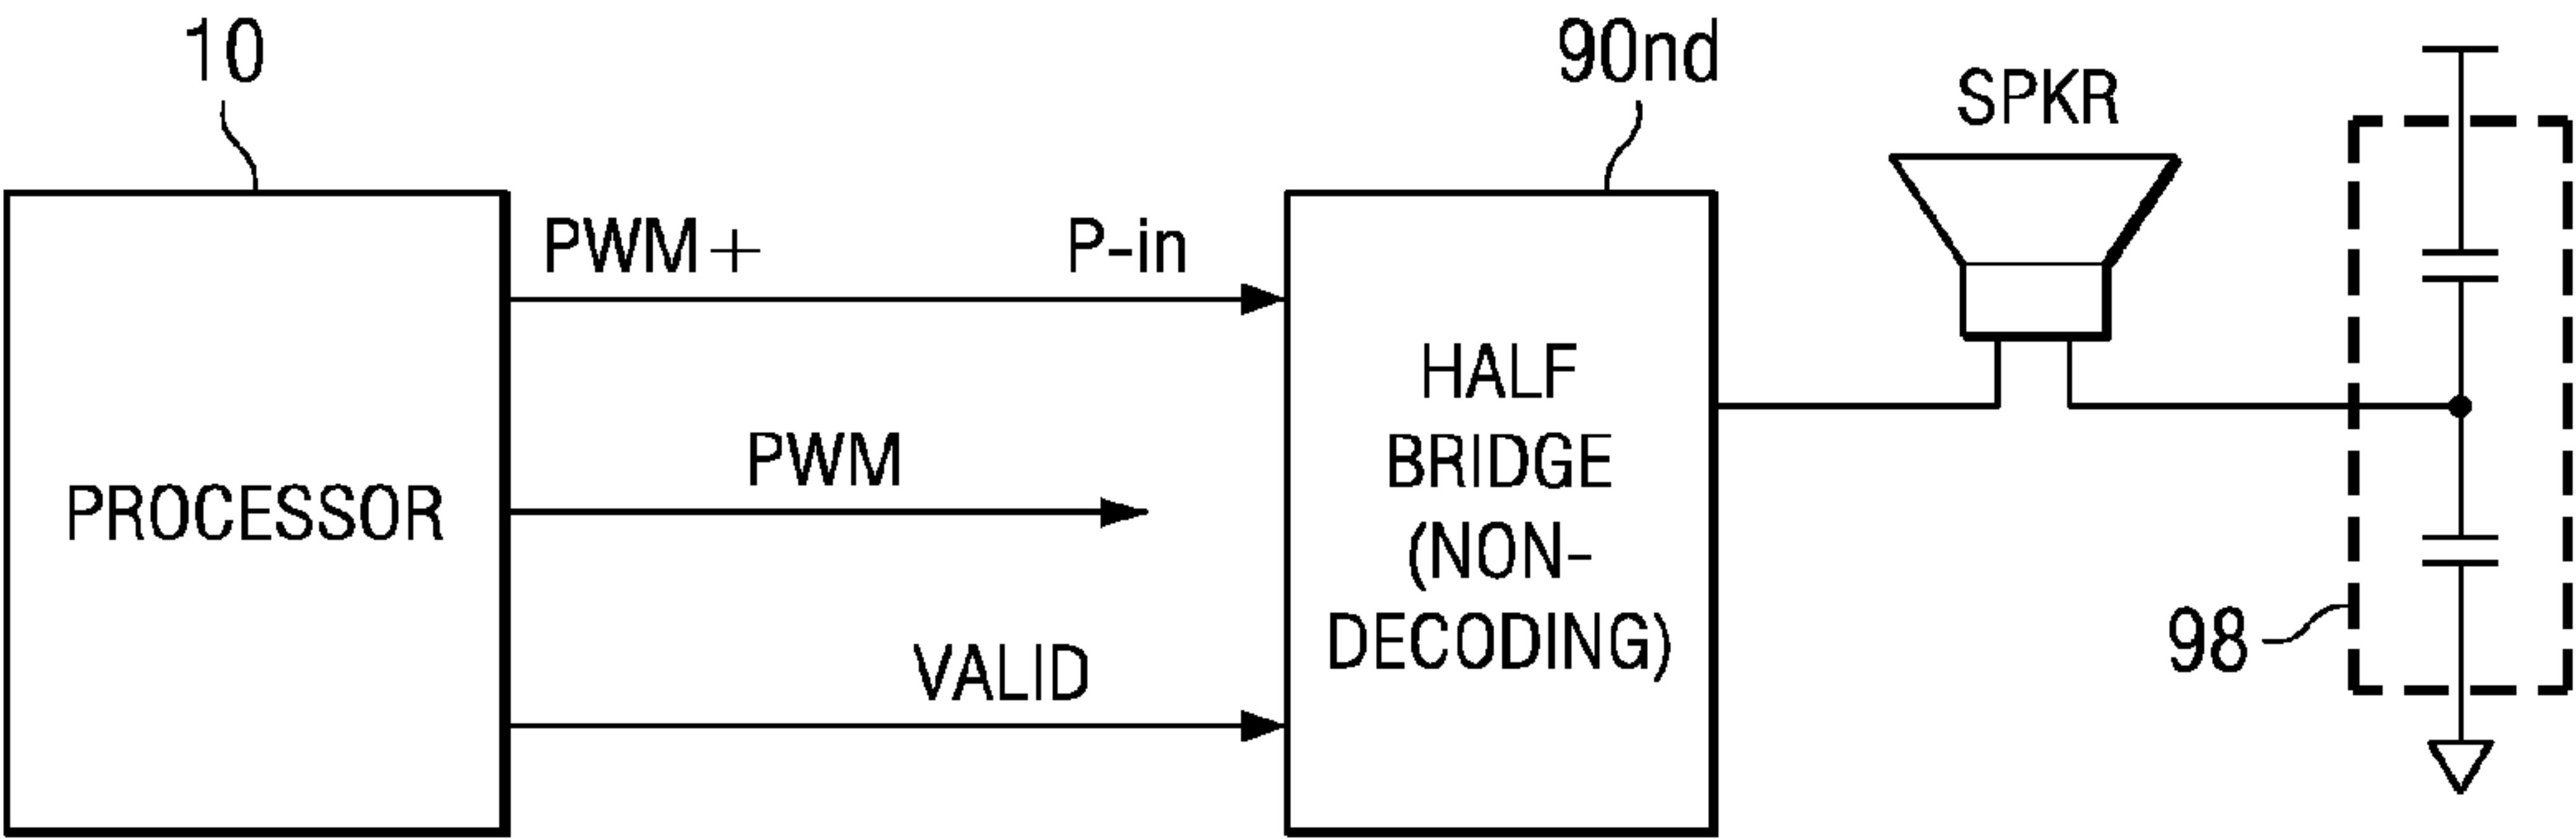 10
90nd
SPKR
PWM+
P-in
HALF
BRIDGE
(NON-
DECODING)
PWM
PROCESSOR
VALID
98